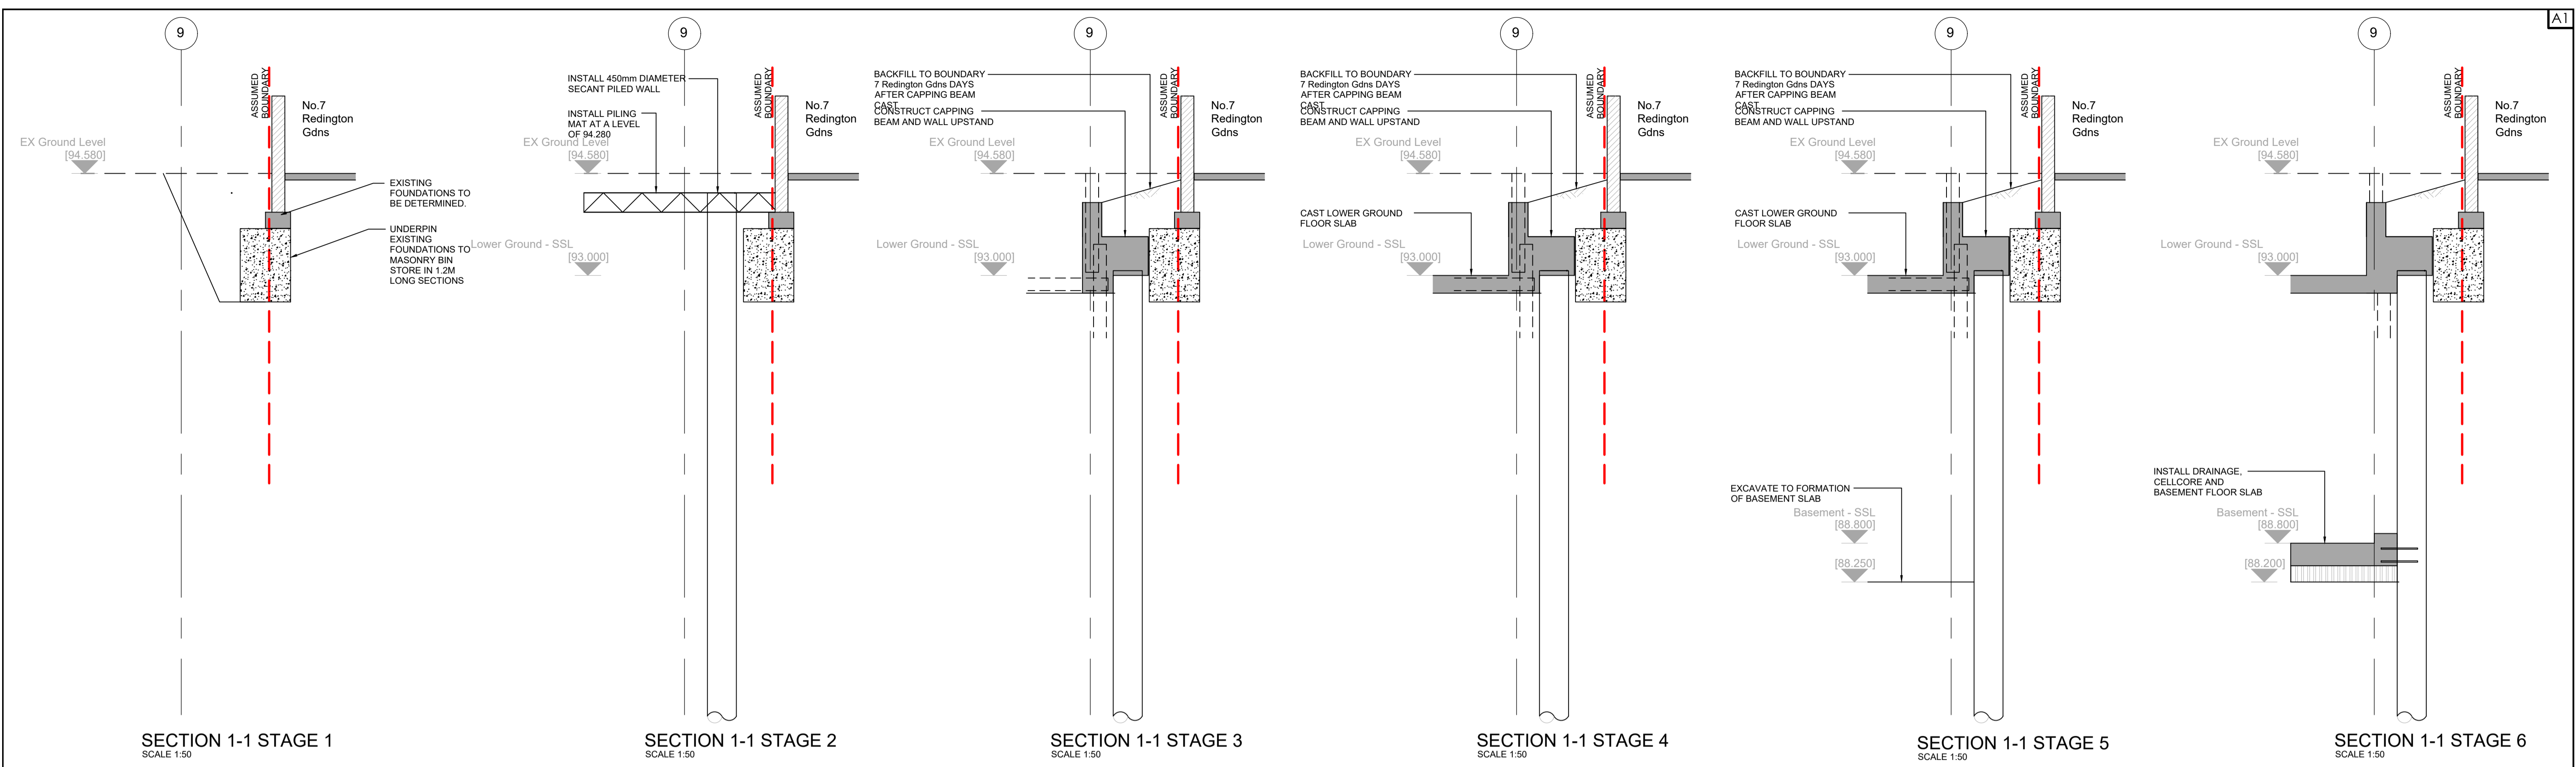 A1
9
ASSUMED
BOUNDARY
No.7
Redington
Gdns
EX Ground Level
[94.580]
EXISTING
FOUNDATIONS TO
BE DETERMINED.
UNDERPIN
EXISTING
FOUNDATIONS TO
MASONRY BIN
STORE IN 1.2M
LONG SECTIONS
SECTION 1-1 STAGE 1
SCALE 1:50
9
INSTALL 450mm DIAMETER
SECANT PILED WALL
INSTALL PILING
MAT AT A LEVEL
OF 94.280
ASSUMED
BOUNDARY
No.7
Redington
Gdns
EX Ground Level
[94.580]
Lower Ground - SSL
[93.000]
SECTION 1-1 STAGE 2
SCALE 1:50
9
BACKFILL TO BOUNDARY
7 Redington Gdns DAYS
AFTER CAPPING BEAM
CAST
CONSTRUCT CAPPING
BEAM AND WALL UPSTAND
ASSUMED
BOUNDARY
No.7
Redington
Gdns
EX Ground Level
[94.580]
Lower Ground - SSL
[93.000]
SECTION 1-1 STAGE 3
SCALE 1:50
9
BACKFILL TO BOUNDARY
7 Redington Gdns DAYS
AFTER CAPPING BEAM
CAST
CONSTRUCT CAPPING
BEAM AND WALL UPSTAND
ASSUMED
BOUNDARY
No.7
Redington
Gdns
EX Ground Level
[94.580]
CAST LOWER GROUND
FLOOR SLAB
Lower Ground - SSL
[93.000]
SECTION 1-1 STAGE 4
SCALE 1:50
9
BACKFILL TO BOUNDARY
7 Redington Gdns DAYS
AFTER CAPPING BEAM
CAST
CONSTRUCT CAPPING
BEAM AND WALL UPSTAND
ASSUMED
BOUNDARY
No.7
Redington
Gdns
EX Ground Level
[94.580]
CAST LOWER GROUND
FLOOR SLAB
Lower Ground - SSL
[93.000]
EXCAVATE TO FORMATION
OF BASEMENT SLAB
Basement - SSL
[88.800]
[88.250]
SECTION 1-1 STAGE 5
SCALE 1:50
9
ASSUMED
BOUNDARY
No.7
Redington
Gdns
EX Ground Level
[94.580]
Lower Ground - SSL
[93.000]
INSTALL DRAINAGE,
CELLCORE AND
BASEMENT FLOOR SLAB
Basement - SSL
[88.800]
[88.200]
SECTION 1-1 STAGE 6
SCALE 1:50